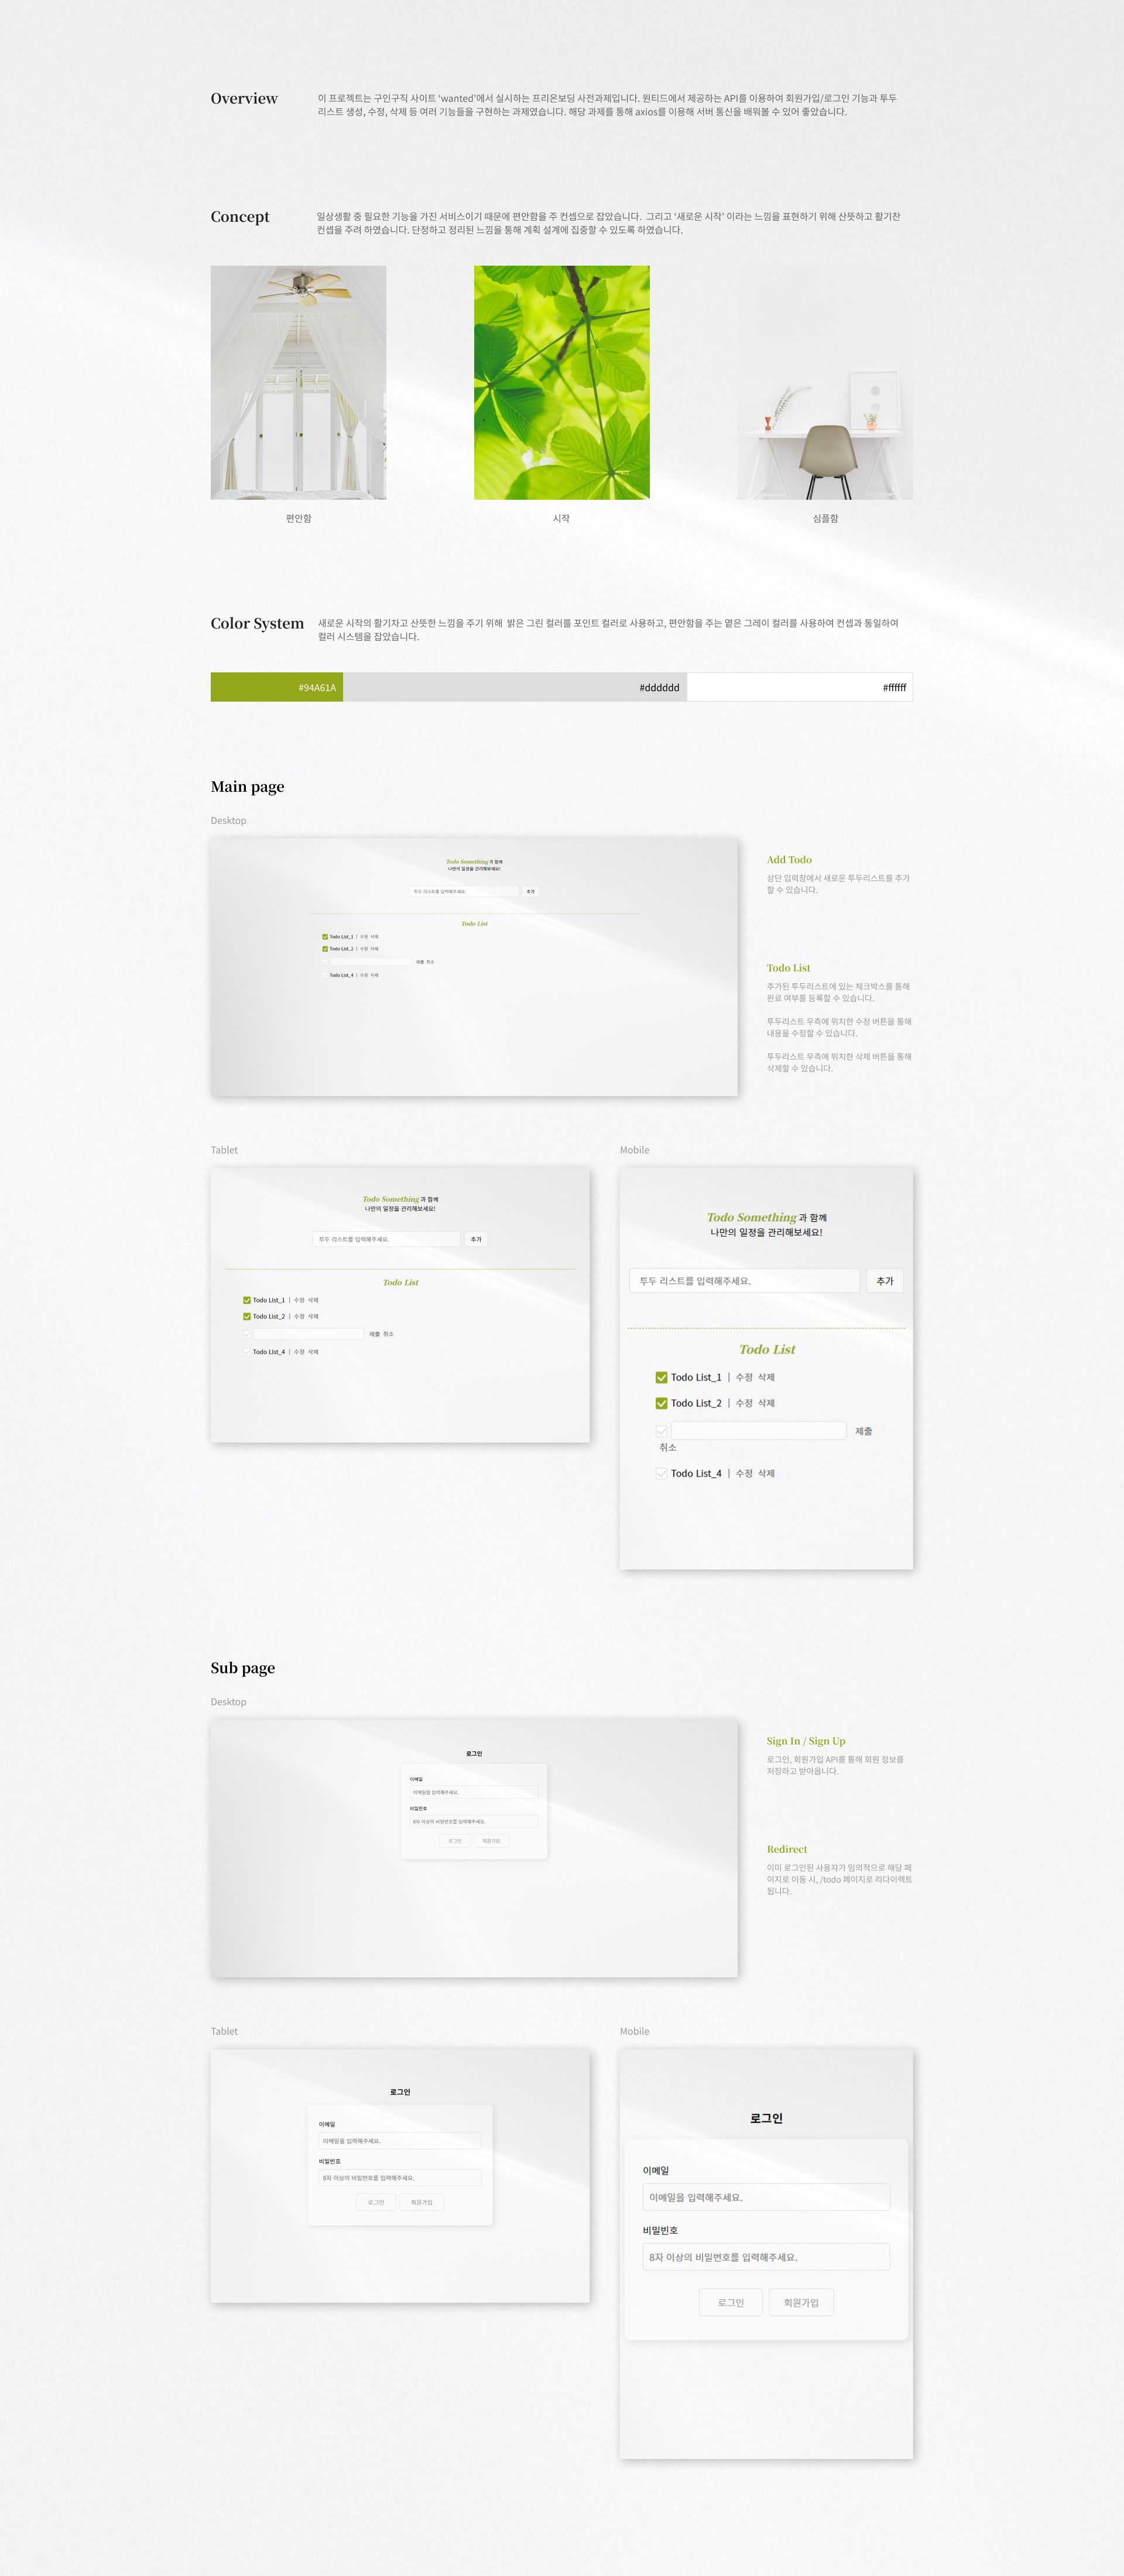 Overview
이 프로젝트는 구인구직 사이트 ‘wanted’에서 실시하는 프리온보딩 사전과제입니다. 원티드에서 제공하는 API를 이용하여 회원가입/로그인 기능과 투두
리스트 생성, 수정, 삭제 등 여러 기능들을 구현하는 과제였습니다. 해당 과제를 통해 axios를 이용해 서버 통신을 배워볼 수 있어 좋았습니다.
Concept
일상생활 중 필요한 기능을 가진 서비스이기 때문에 편안함을 주 컨셉으로 잡았습니다. 그리고 ‘새로운 시작’ 이라는 느낌을 표현하기 위해 산뜻하고 활기찬
컨셉을 주려 하였습니다. 단정하고 정리된 느낌을 통해 계획 설계에 집중할 수 있도록 하였습니다.
편안함
시작
심플함
Color System
새로운 시작의 활기차고 산뜻한 느낌을 주기 위해 밝은 그린 컬러를 포인트 컬러로 사용하고, 편안함을 주는 옅은 그레이 컬러를 사용하여 컨셉과 통일하여
컬러 시스템을 잡았습니다.
#94A61A
#dddddd
#ffffff
Main page
Desktop
Todo Something 과 함께
나만의 일정을 관리해보세요!
투두 리스트를 입력해주세요.
추가
Todo List
Todo List_1 | 수정 삭제
Todo List_2 | 수정 삭제
제출 취소
Todo List_4 | 수정 삭제
Add Todo
상단 입력창에서 새로운 투두리스트를 추가
할 수 있습니다.
Todo List
추가된 투두리스트에 있는 체크박스를 통해
완료 여부를 등록할 수 있습니다.
투두리스트 우측에 위치한 수정 버튼을 통해
내용을 수정할 수 있습니다.
투두리스트 우측에 위치한 삭제 버튼을 통해
삭제할 수 있습니다.
Tablet
Todo Something 과 함께
나만의 일정을 관리해보세요!
투두 리스트를 입력해주세요.
추가
Todo List
Todo List_1 | 수정 삭제
Todo List_2 | 수정 삭제
제출 취소
Todo List_4 | 수정 삭제
Mobile
Todo Something 과 함께
나만의 일정을 관리해보세요!
투두 리스트를 입력해주세요.
추가
Todo List
Todo List_1 | 수정 삭제
Todo List_2 | 수정 삭제
제출
취소
Todo List_4 | 수정 삭제
Sub page
Desktop
로그인
이메일
이메일을 입력해주세요.
비밀번호
8자 이상의 비밀번호를 입력해주세요.
로그인
회원가입
Sign In / Sign Up
로그인, 회원가입 API를 통해 회원 정보를
저장하고 받아옵니다.
Redirect
이미 로그인된 사용자가 임의적으로 해당 페
이지로 이동 시, /todo 페이지로 리다이렉트
됩니다.
Tablet
로그인
이메일
이메일을 입력해주세요.
비밀번호
8자 이상의 비밀번호를 입력해주세요.
로그인
회원가입
Mobile
로그인
이메일
이메일을 입력해주세요.
비밀번호
8자 이상의 비밀번호를 입력해주세요.
로그인
회원가입